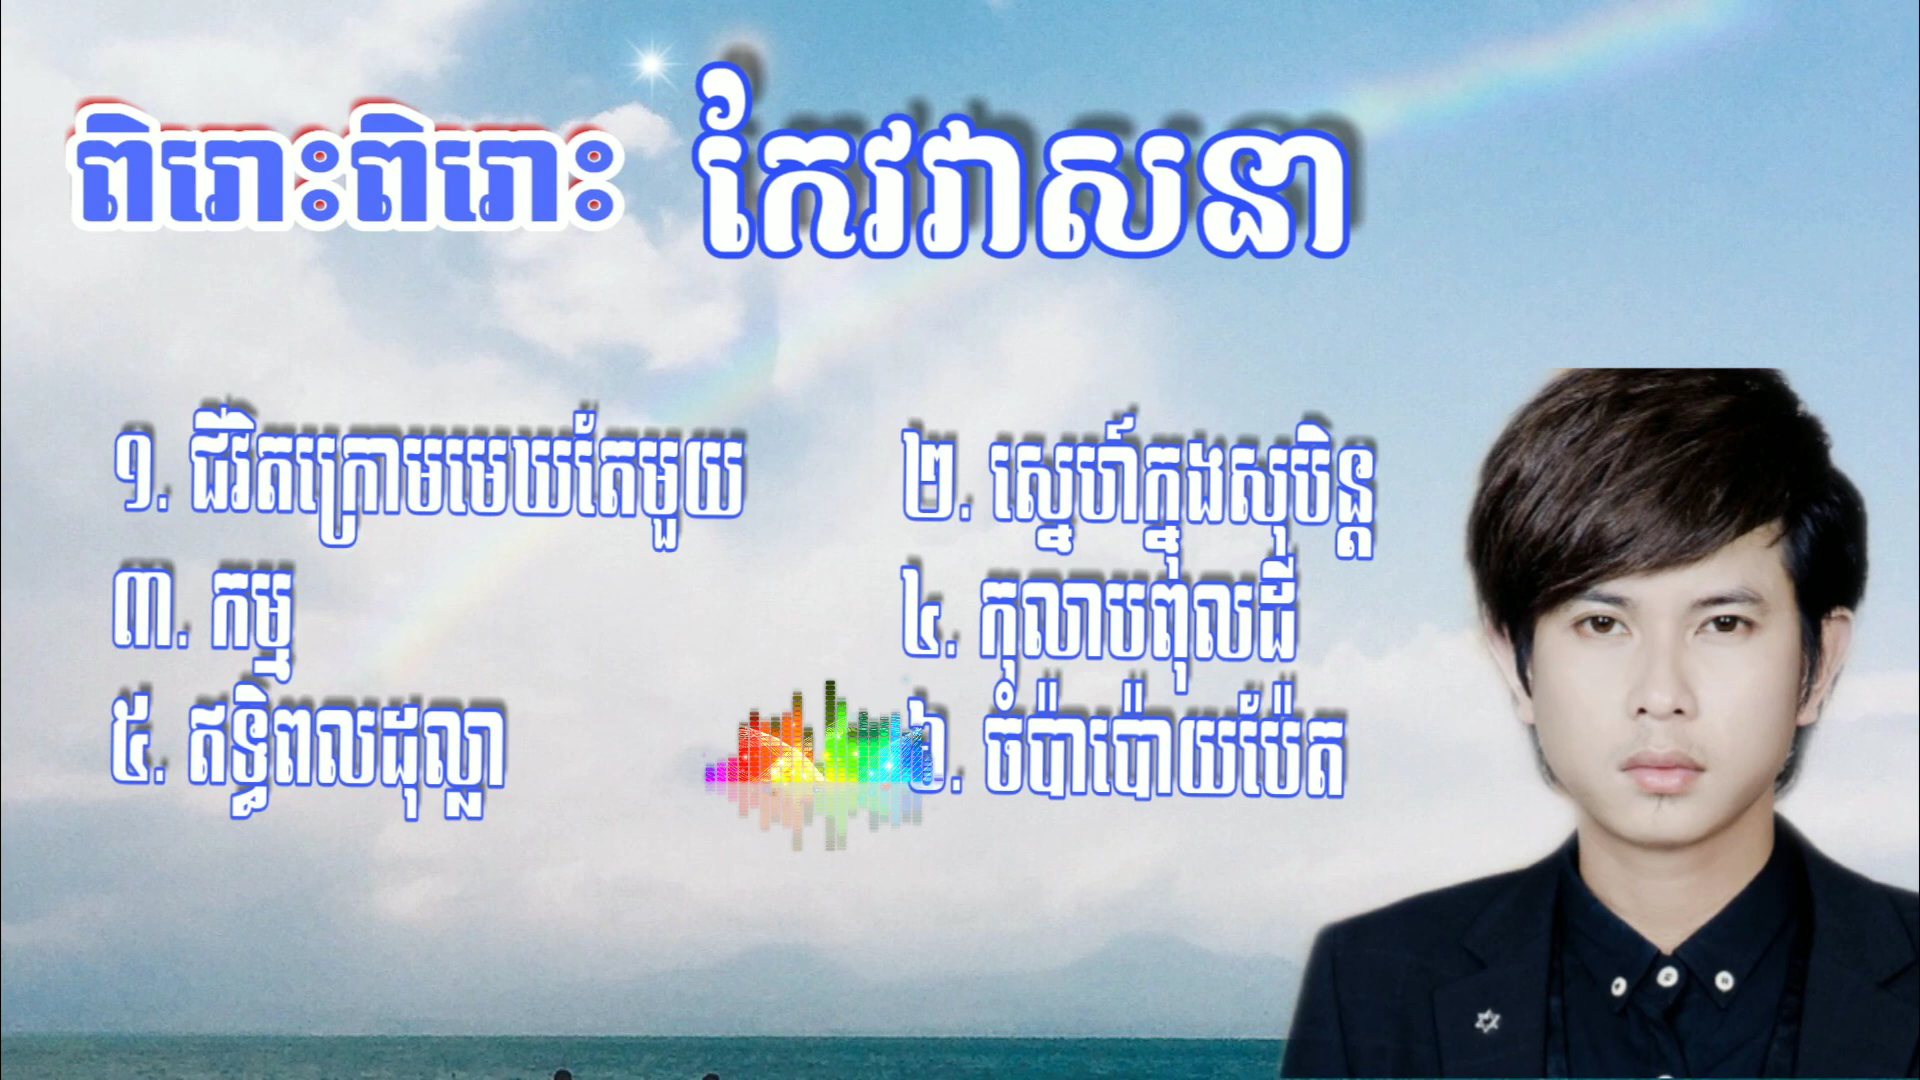 ពិរោះពិរោះ កែវវាសនា
១. ជីវិតក្រោមមេឃតែមួយ ២. ស្នេហ៍ក្នុងសុបិន្ត
៣. កម្ម ៤. កុលាបពុលដី
៥. ឥទ្ធិពលដុល្លា ៦. ចំប៉ាប៉ោយប៉ែត